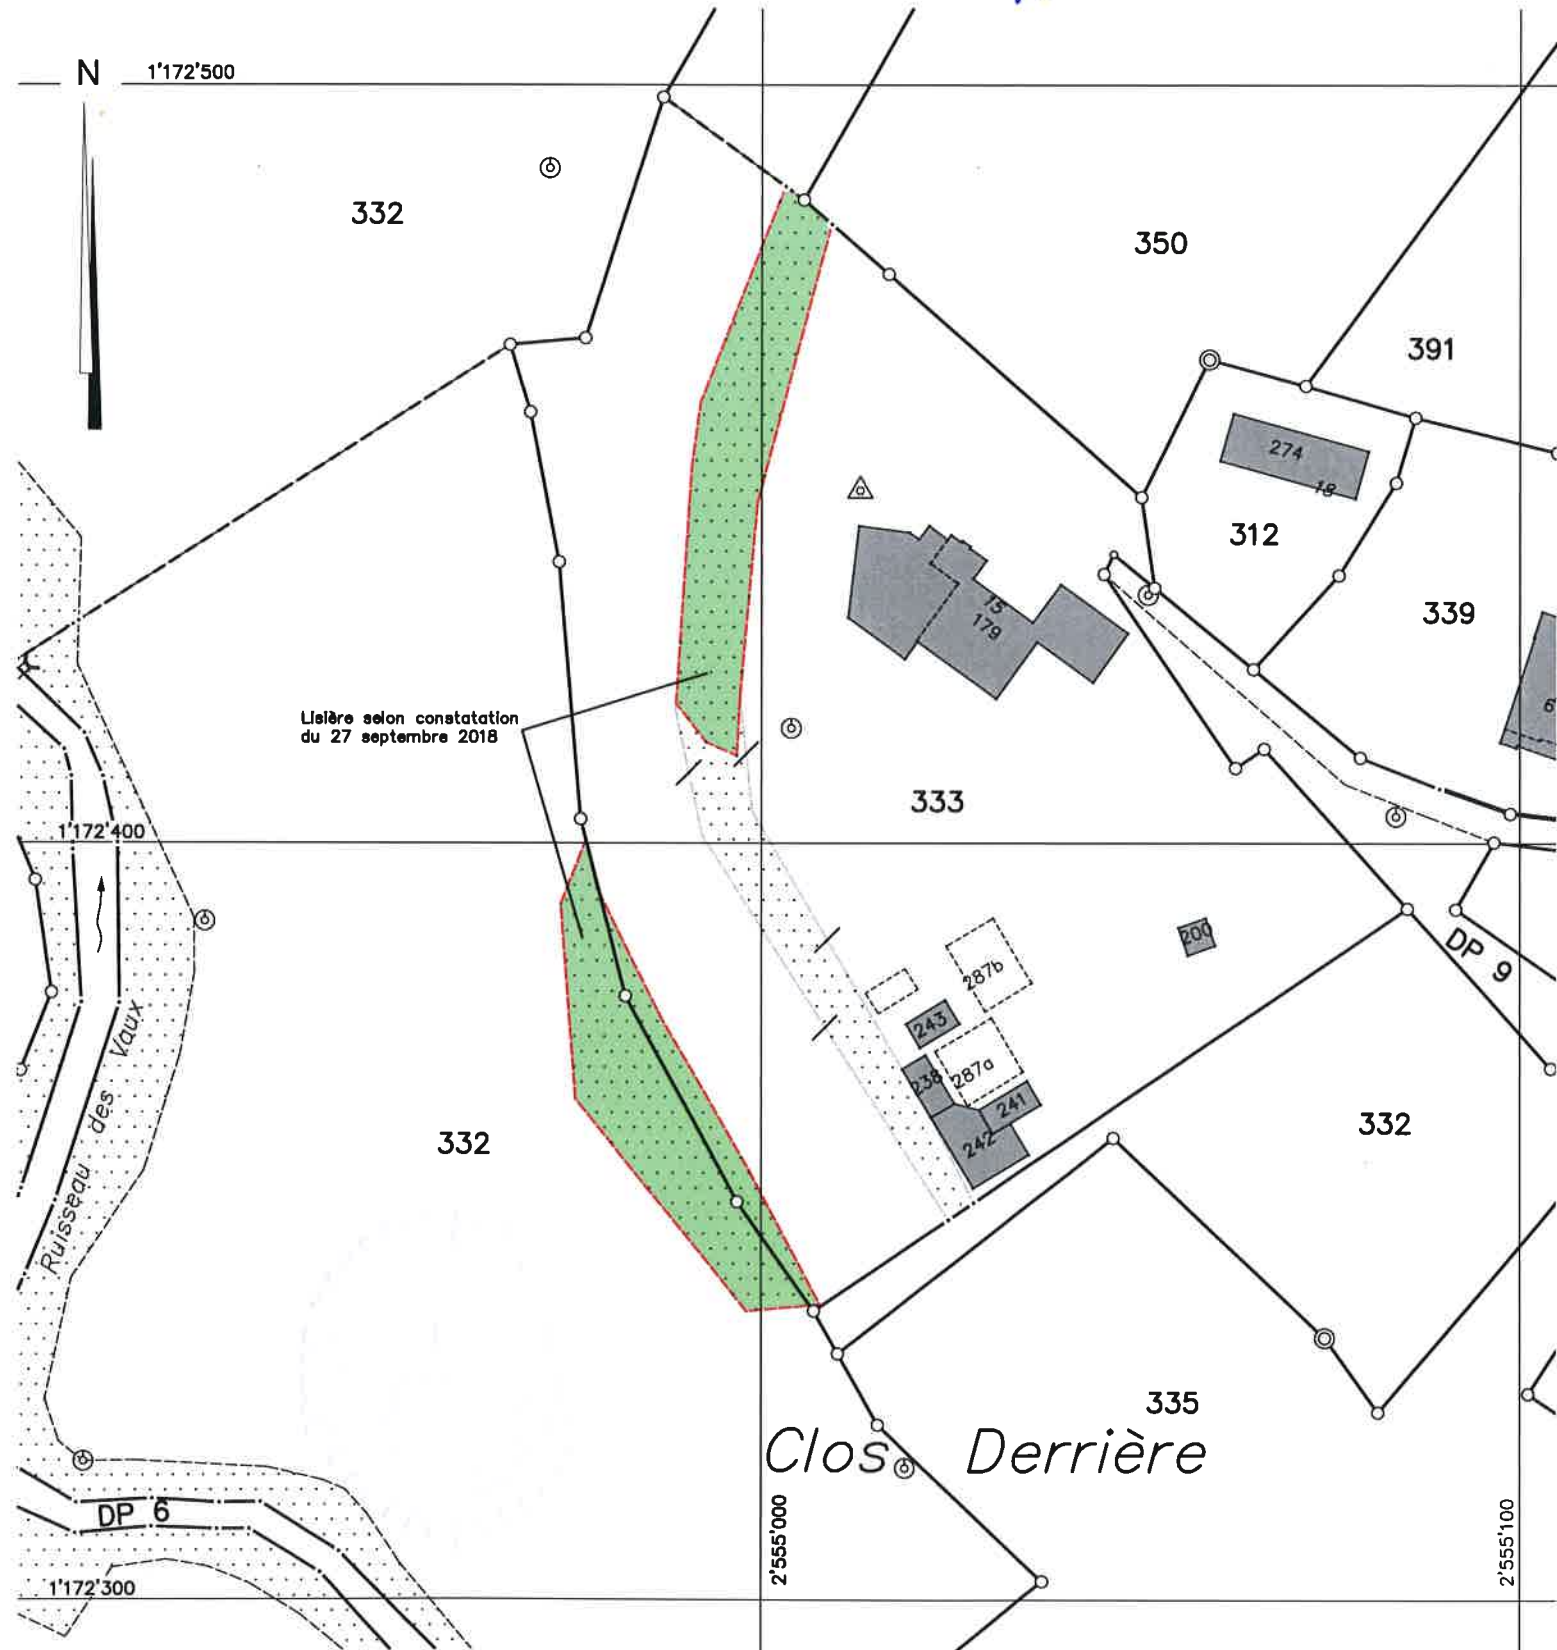 N
1'172'500
332
350
391
274
18
312
15
179
339
6
Lisière selon constatation
du 27 septembre 2018
333
1'172'400
200
DP 9
287b
243
287a
238
241
242
332
332
Ruisseau des Vaux
335
Clos Derrière
DP 6
2'555'000
2'555'100
1'172'300